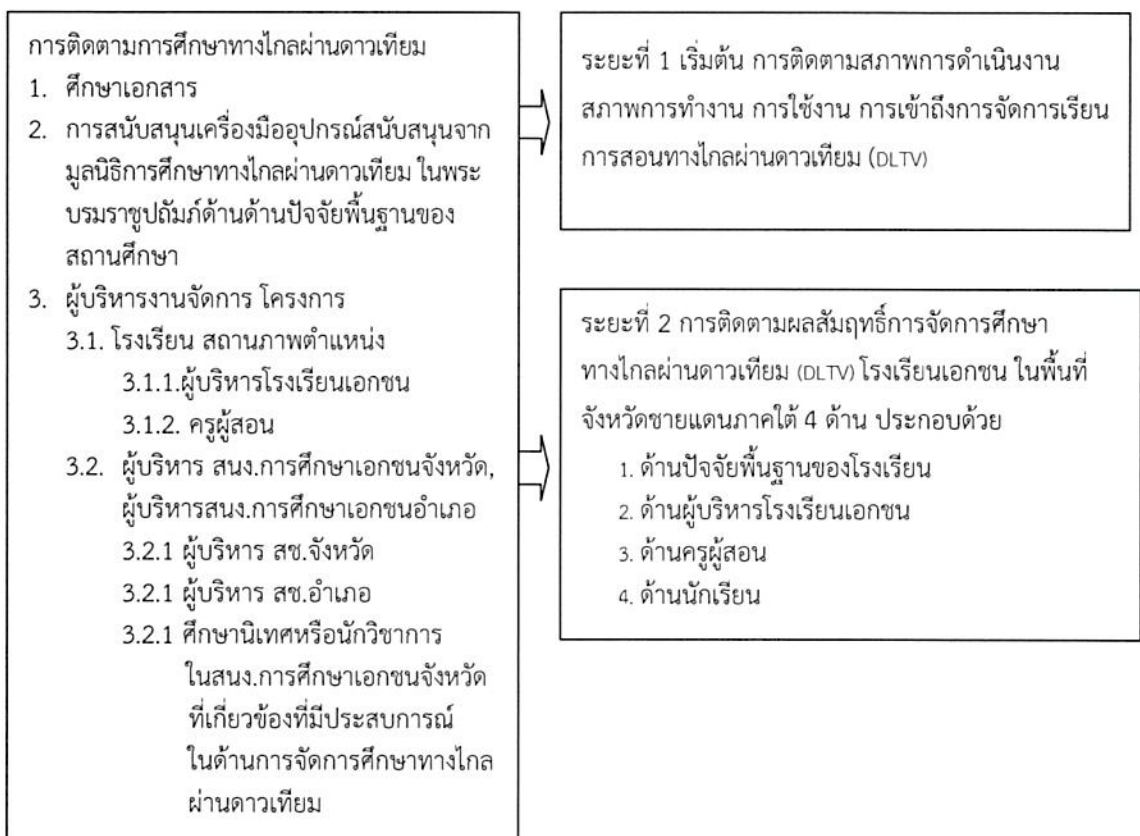 การติดตามการศึกษาทางไกลผ่านดาวเทียม
1. ศึกษาเอกสาร
2. การสนับสนุนเครื่องมืออุปกรณ์สนับสนุนจาก
มูลนิธิการศึกษาทางไกลผ่านดาวเทียม ในพระ
บรมราชูปถัมภ์ด้านด้านปัจจัยพื้นฐานของ
สถานศึกษา
3. ผู้บริหารงานจัดการ โครงการ
3.1. โรงเรียน สถานภาพตำแหน่ง
3.1.1.ผู้บริหารโรงเรียนเอกชน
3.1.2. ครูผู้สอน
3.2. ผู้บริหาร สนง.การศึกษาเอกชนจังหวัด,
ผู้บริหารสนง.การศึกษาเอกชนอำเภอ
3.2.1 ผู้บริหาร สช.จังหวัด
3.2.1 ผู้บริหาร สช.อำเภอ
3.2.1 ศึกษานิเทศหรือนักวิชาการ
ในสนง.การศึกษาเอกชนจังหวัด
ที่เกี่ยวข้องที่มีประสบการณ์
ในด้านการจัดการศึกษาทางไกล
ผ่านดาวเทียม
ระยะที่ 1 เริ่มต้น การติดตามสภาพการดำเนินงาน
สภาพการทำงาน การใช้งาน การเข้าถึงการจัดการเรียน
การสอนทางไกลผ่านดาวเทียม (DLTV)
ระยะที่ 2 การติดตามผลสัมฤทธิ์การจัดการศึกษา
ทางไกลผ่านดาวเทียม (DLTV) โรงเรียนเอกชน ในพื้นที่
จังหวัดชายแดนภาคใต้ 4 ด้าน ประกอบด้วย
1. ด้านปัจจัยพื้นฐานของโรงเรียน
2. ด้านผู้บริหารโรงเรียนเอกชน
3. ด้านครูผู้สอน
4. ด้านนักเรียน